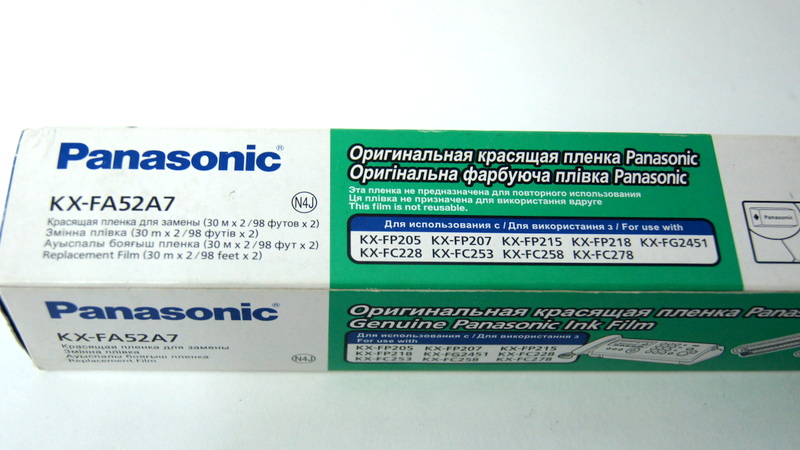 Panasonic®
KX-FA52A7
N4J
Красящая пленка для замены (30 м x 2/98 футов x 2)
Змінна плівка (30 м x 2/98 футів x 2)
Ауыспалы бояғыш пленка (30 м x 2/98 фут x 2)
Replacement Film (30 m x 2/98 feet x 2)
Оригинальная красящая пленка Panasonic
Оригінальна фарбуюча плівка Panasonic
Эта пленка не предназначена для повторного использования
Ця плівка не призначена для використання вдруге
This film is not reusable.
Для использования с / Для використання з / For use with
KX-FP205 KX-FP207 KX-FP215 KX-FP218 KX-FG2451
KX-FC228 KX-FC253 KX-FC258 KX-FC278
Panasonic
Panasonic®
KX-FA52A7
Красящая пленка для замены
Змінна плівка
Ауыспалы бояғыш пленка
Replacement Film
N4J
Оригинальная красящая пленка Pana
Genuine Panasonic Ink Film
Для использования с / Для використання з
For use with
KX-FP205 KX-FP207 KX-FP215
KX-FP218 KX-FG2451 KX-FC228
KX-FC253 KX-FC258 KX-FC278